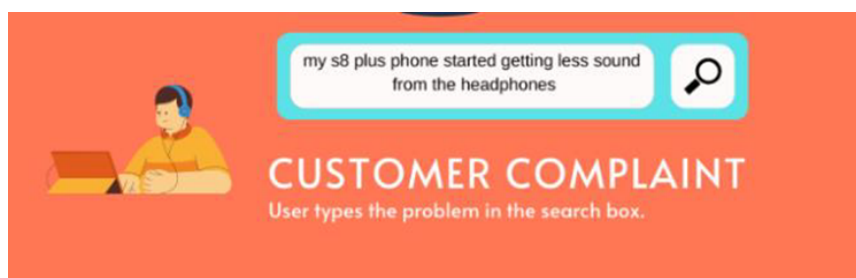 my s8 plus phone started getting less sound
from the headphones
CUSTOMER COMPLAINT
User types the problem in the search box.